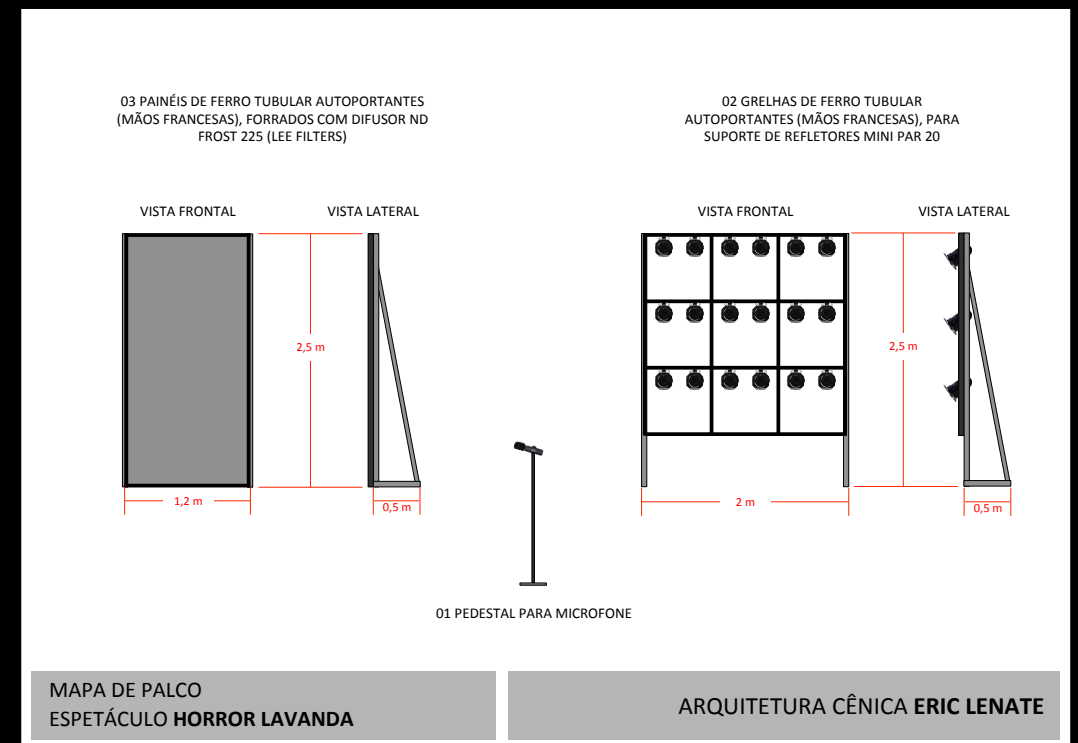 03 PAINÉIS DE FERRO TUBULAR AUTOPORTANTES
(MÃOS FRANCESAS), FORRADOS COM DIFUSOR ND
FROST 225 (LEE FILTERS)
VISTA FRONTAL
VISTA LATERAL
2,5 m
1,2 m
0,5 m
02 GRELHAS DE FERRO TUBULAR
AUTOPORTANTES (MÃOS FRANCESAS), PARA
SUPORTE DE REFLETORES MINI PAR 20
VISTA FRONTAL
VISTA LATERAL
2,5 m
2 m
0,5 m
01 PEDESTAL PARA MICROFONE
MAPA DE PALCO
ESPETÁCULO HORROR LAVANDA
ARQUITETURA CÊNICA ERIC LENATE